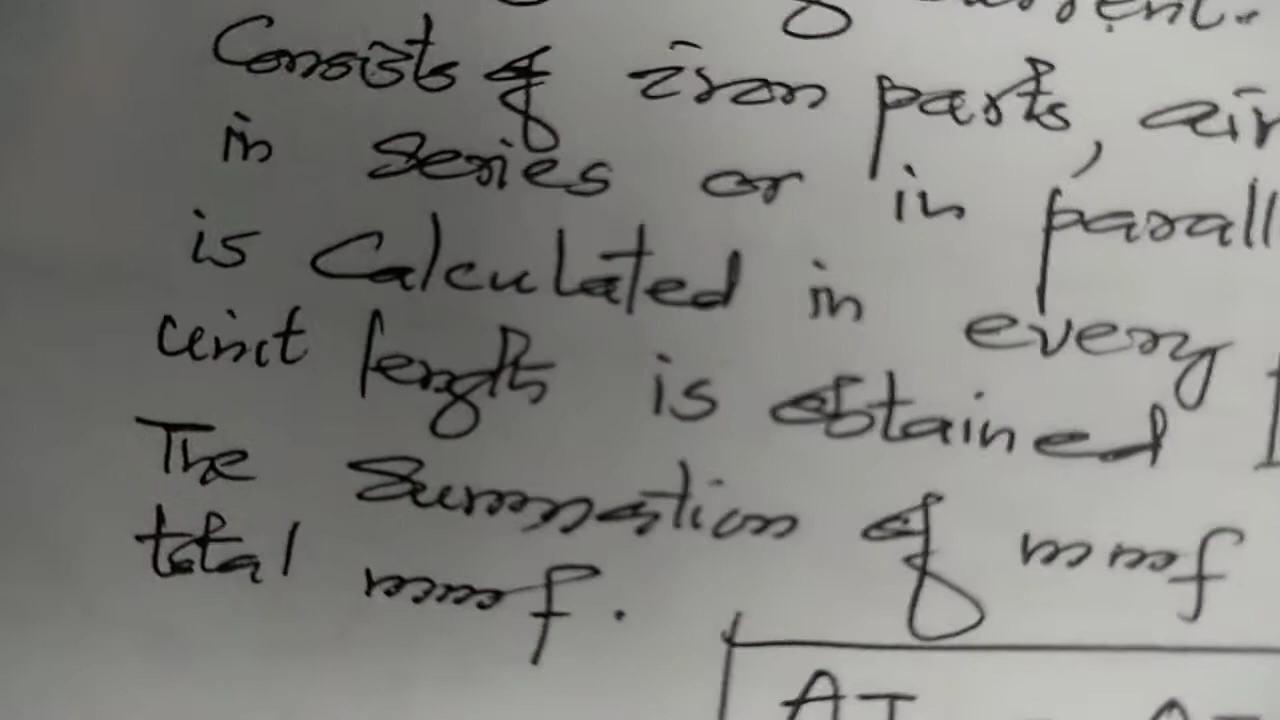 current.
Consists of iron parts, air
in series or in parall
is calculated in every
unit length is obtained
The summation of mmf
total mmf.
AT